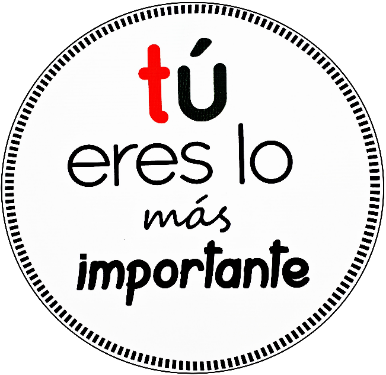 tú
eres lo
más
importante